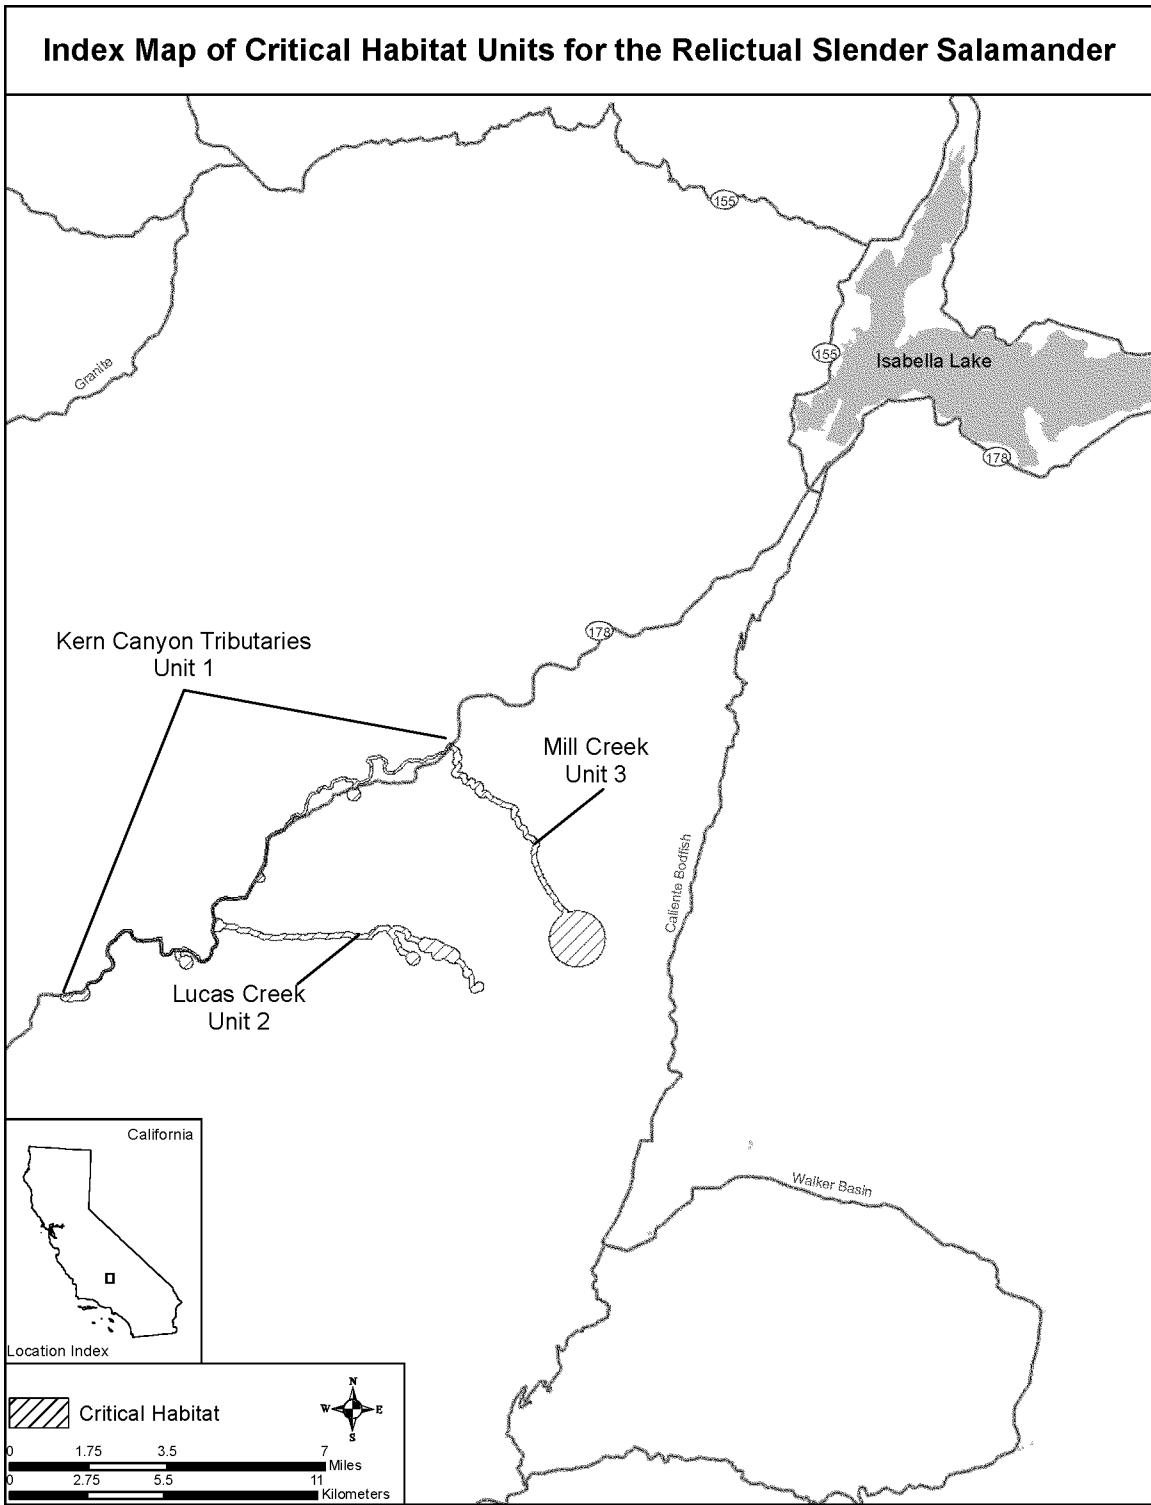 Index Map of Critical Habitat Units for the Relictual Slender Salamander
155
Granite
155
Isabella Lake
178
178
Kern Canyon Tributaries
Unit 1
Mill Creek
Unit 3
Caliente Bodfish
Lucas Creek
Unit 2
Walker Basin
California
Location Index
Critical Habitat
N
W E
S
0 1.75 3.5 7
Miles
0 2.75 5.5 11
Kilometers